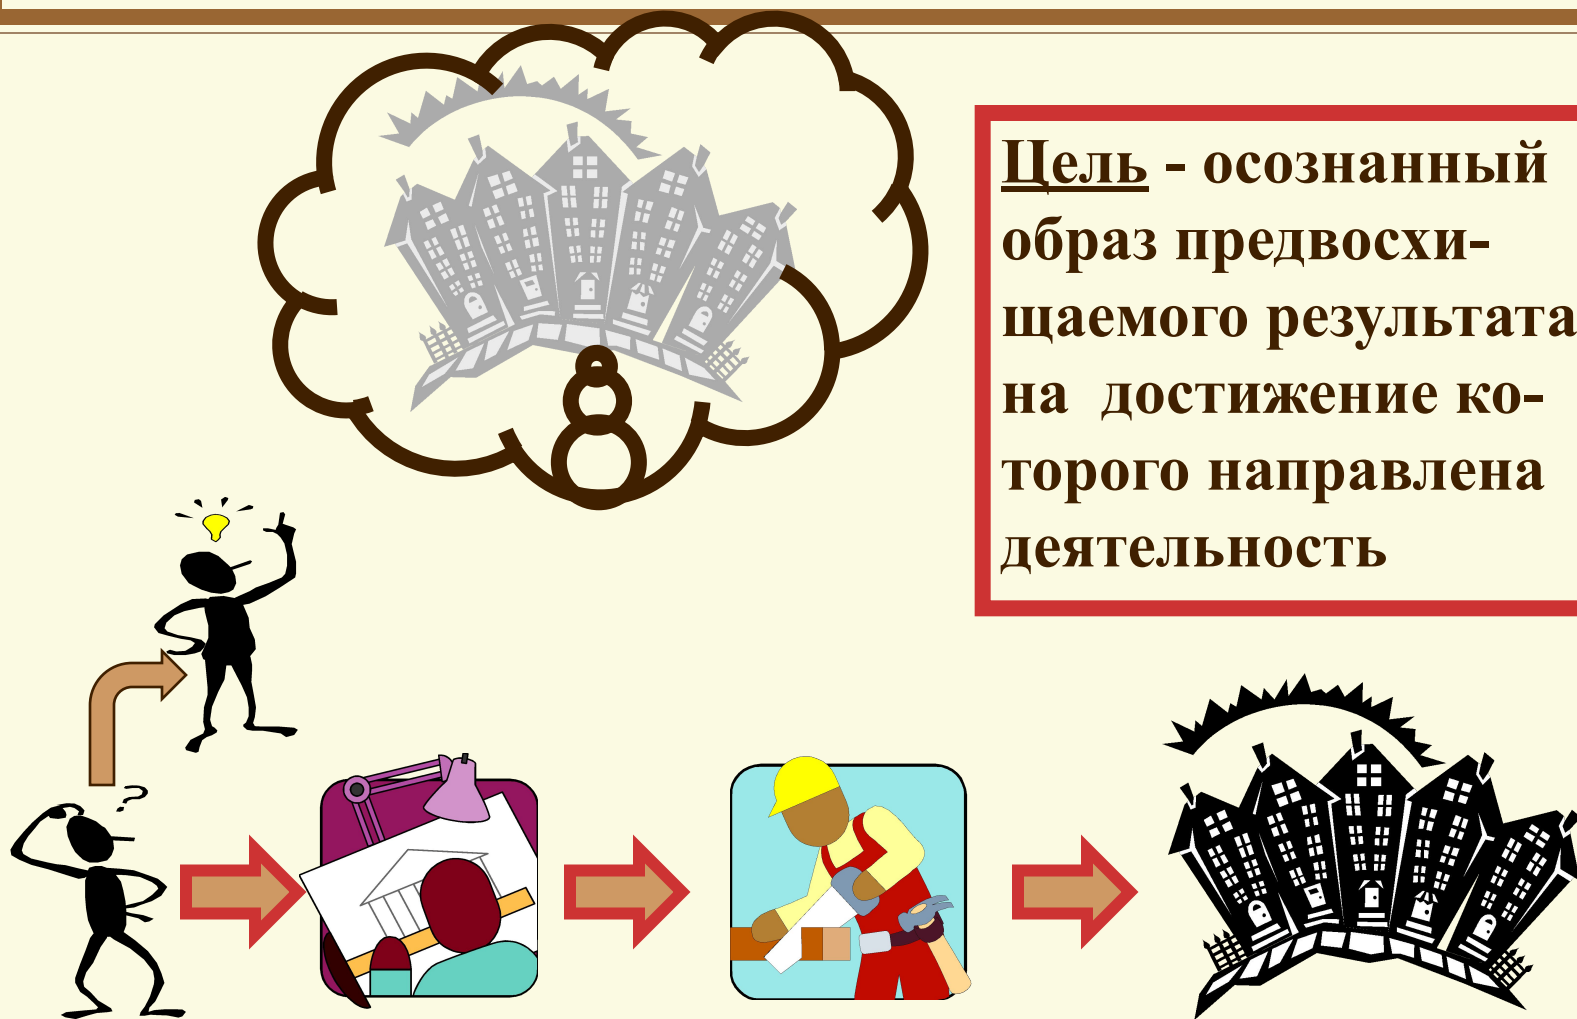 Цель - осознанный
образ предвосхи-
щаемого результата
на достижение ко-
торого направлена
деятельность
?